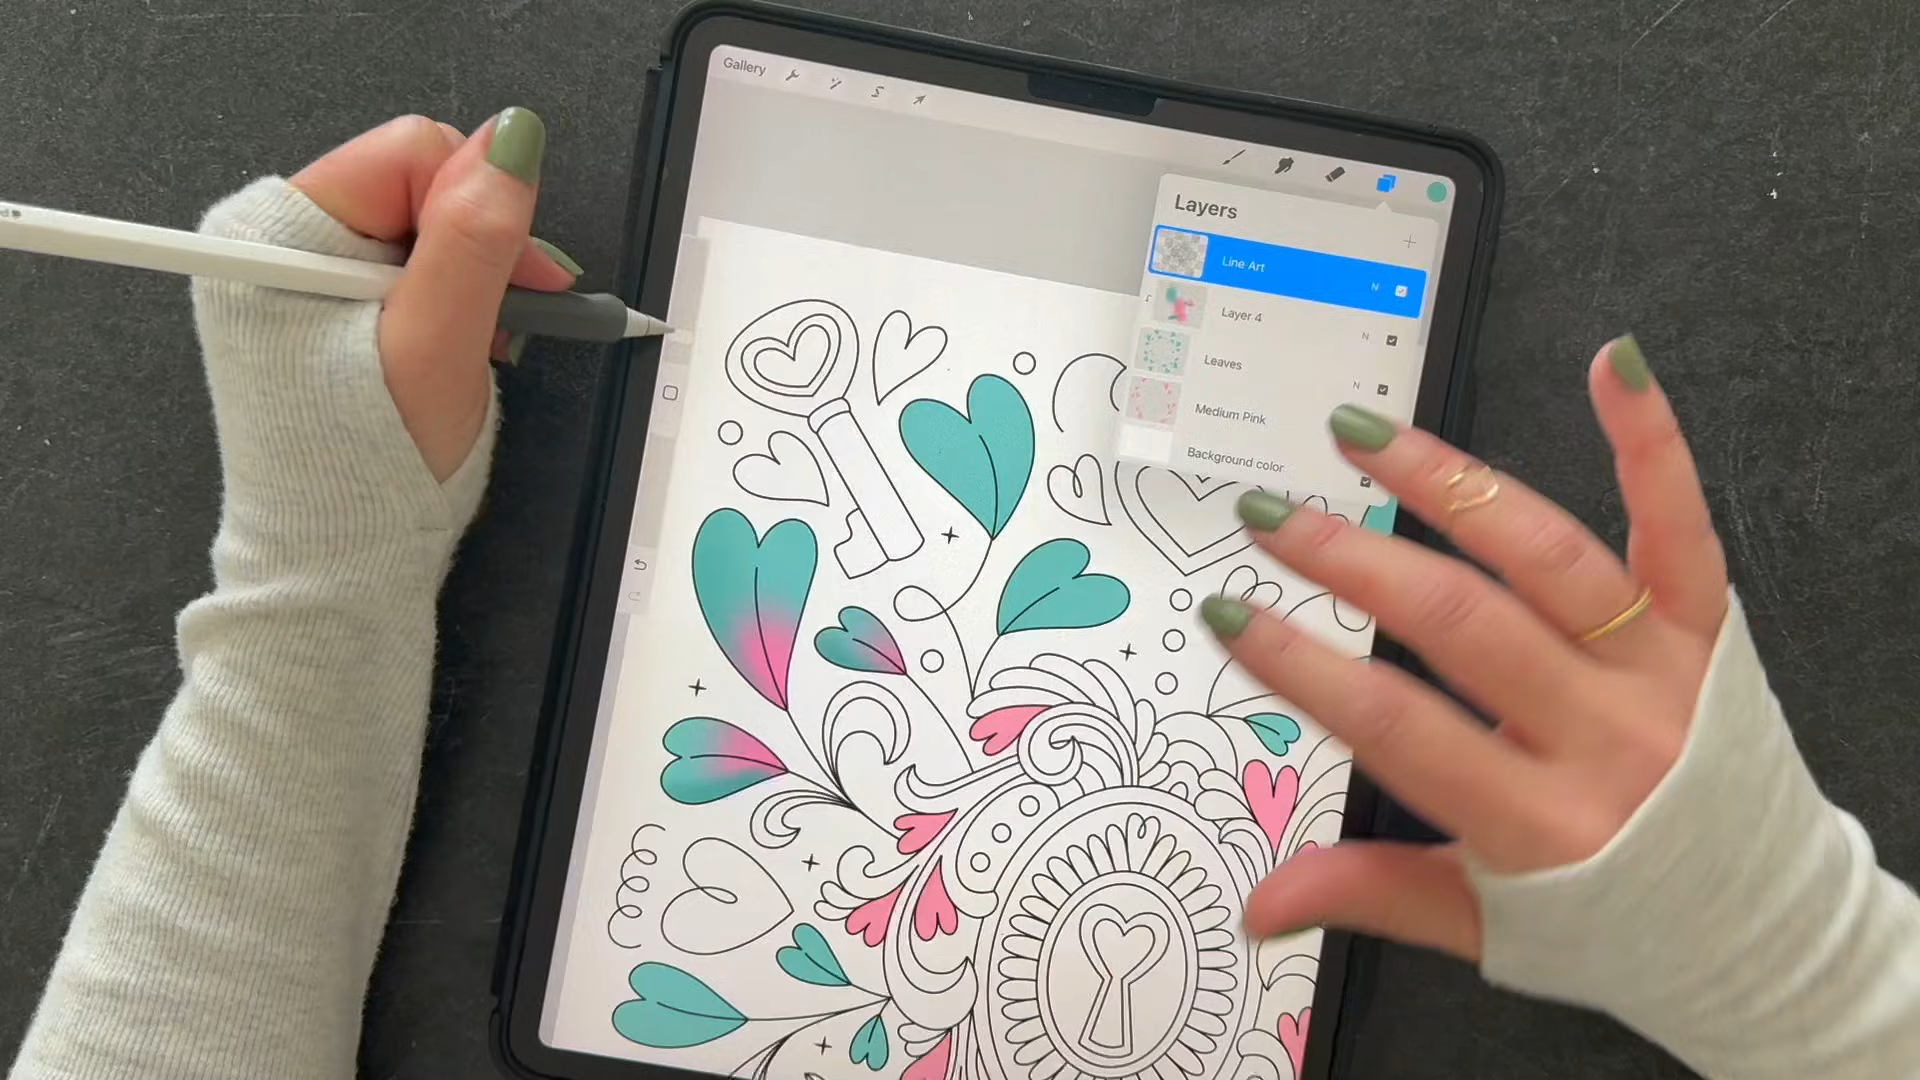 Gallery
Layers
Line Art
N
Layer 4
N
Leaves
N
Medium Pink
Background color